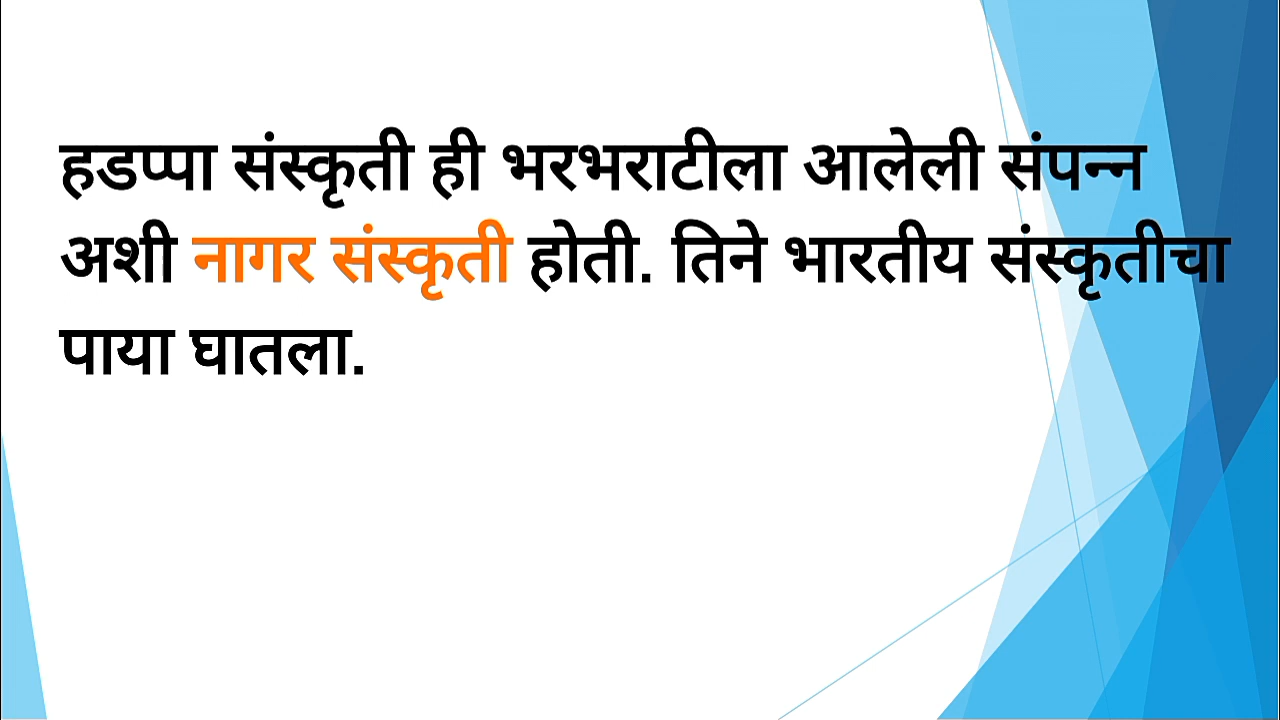 हडप्पा संस्कृती ही भरभराटीला आलेली संपन्न
अशी नागर संस्कृती होती. तिने भारतीय संस्कृतीचा
पाया घातला.